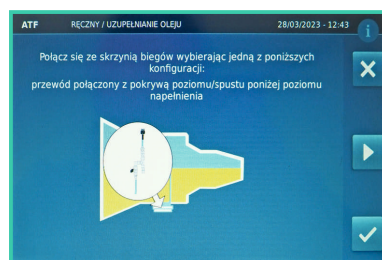 ATF RĘCZNY / UZUPEŁNIANIE OLEJU 28/03/2023 - 12:43
Połącz się ze skrzynią biegów wybierając jedną z poniższych
konfiguracji:
przewód połączony z pokrywą poziomu/spustu poniżej poziomu
napełnienia